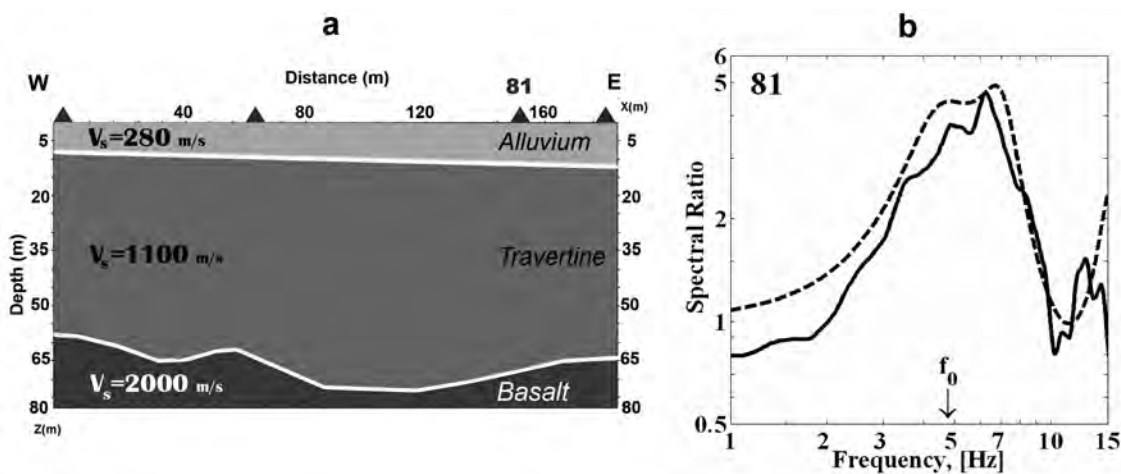 a
Distance (m)
W 81 E
40 80 120 160 X(m)
Vs=280 m/s Alluvium
5 5
20 20
Vs=1100 m/s Travertine
35 35
Depth (m)
50 50
65 65
Vs=2000 m/s Basalt
80 80
Z(m)
b
81
6
5
2
1
0.5
Spectral Ratio
f0
1 2 3 5 7 10 15
Frequency, [Hz]